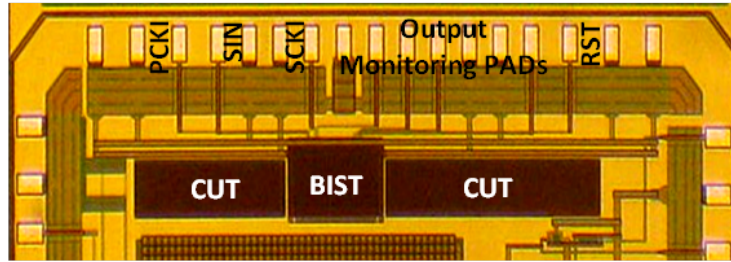 PCKI
SIN
SCKI
Output
Monitoring PADs
RST
CUT
BIST
CUT